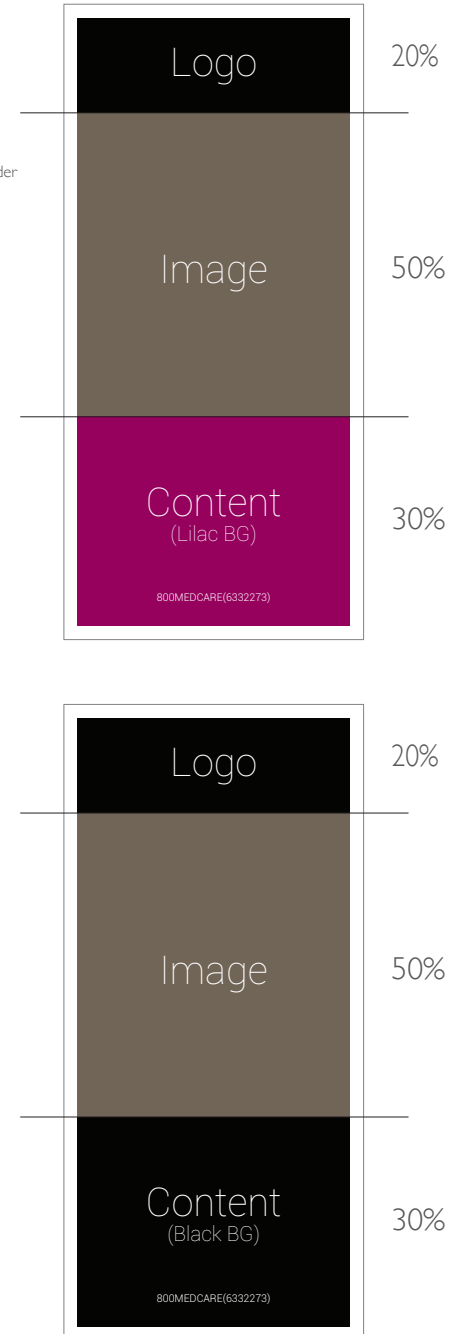 Logo
20%
Image
50%
Content
(Lilac BG)
30%
800MEDCARE(6332273)
Logo
20%
Image
50%
Content
(Black BG)
30%
800MEDCARE(6332273)